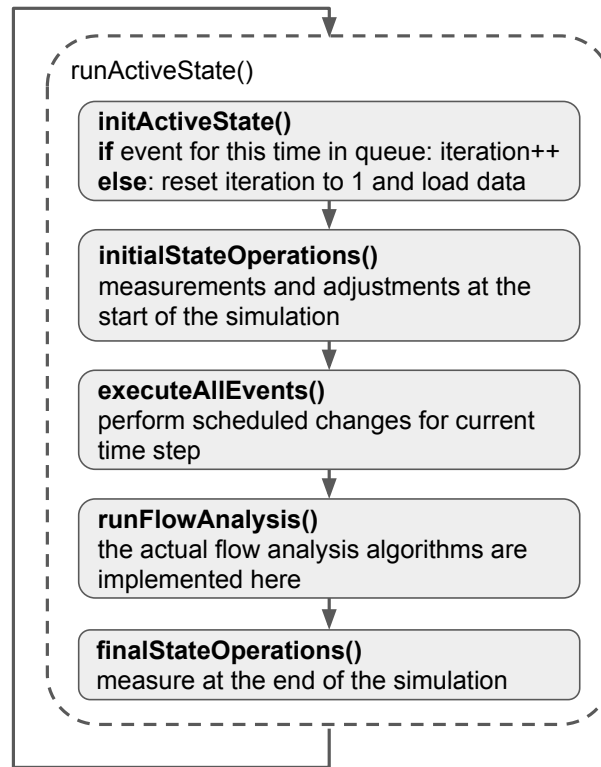 runActiveState()
initActiveState()
if event for this time in queue: iteration++
else: reset iteration to 1 and load data
initialStateOperations()
measurements and adjustments at the
start of the simulation
executeAllEvents()
perform scheduled changes for current
time step
runFlowAnalysis()
the actual flow analysis algorithms are
implemented here
finalStateOperations()
measure at the end of the simulation